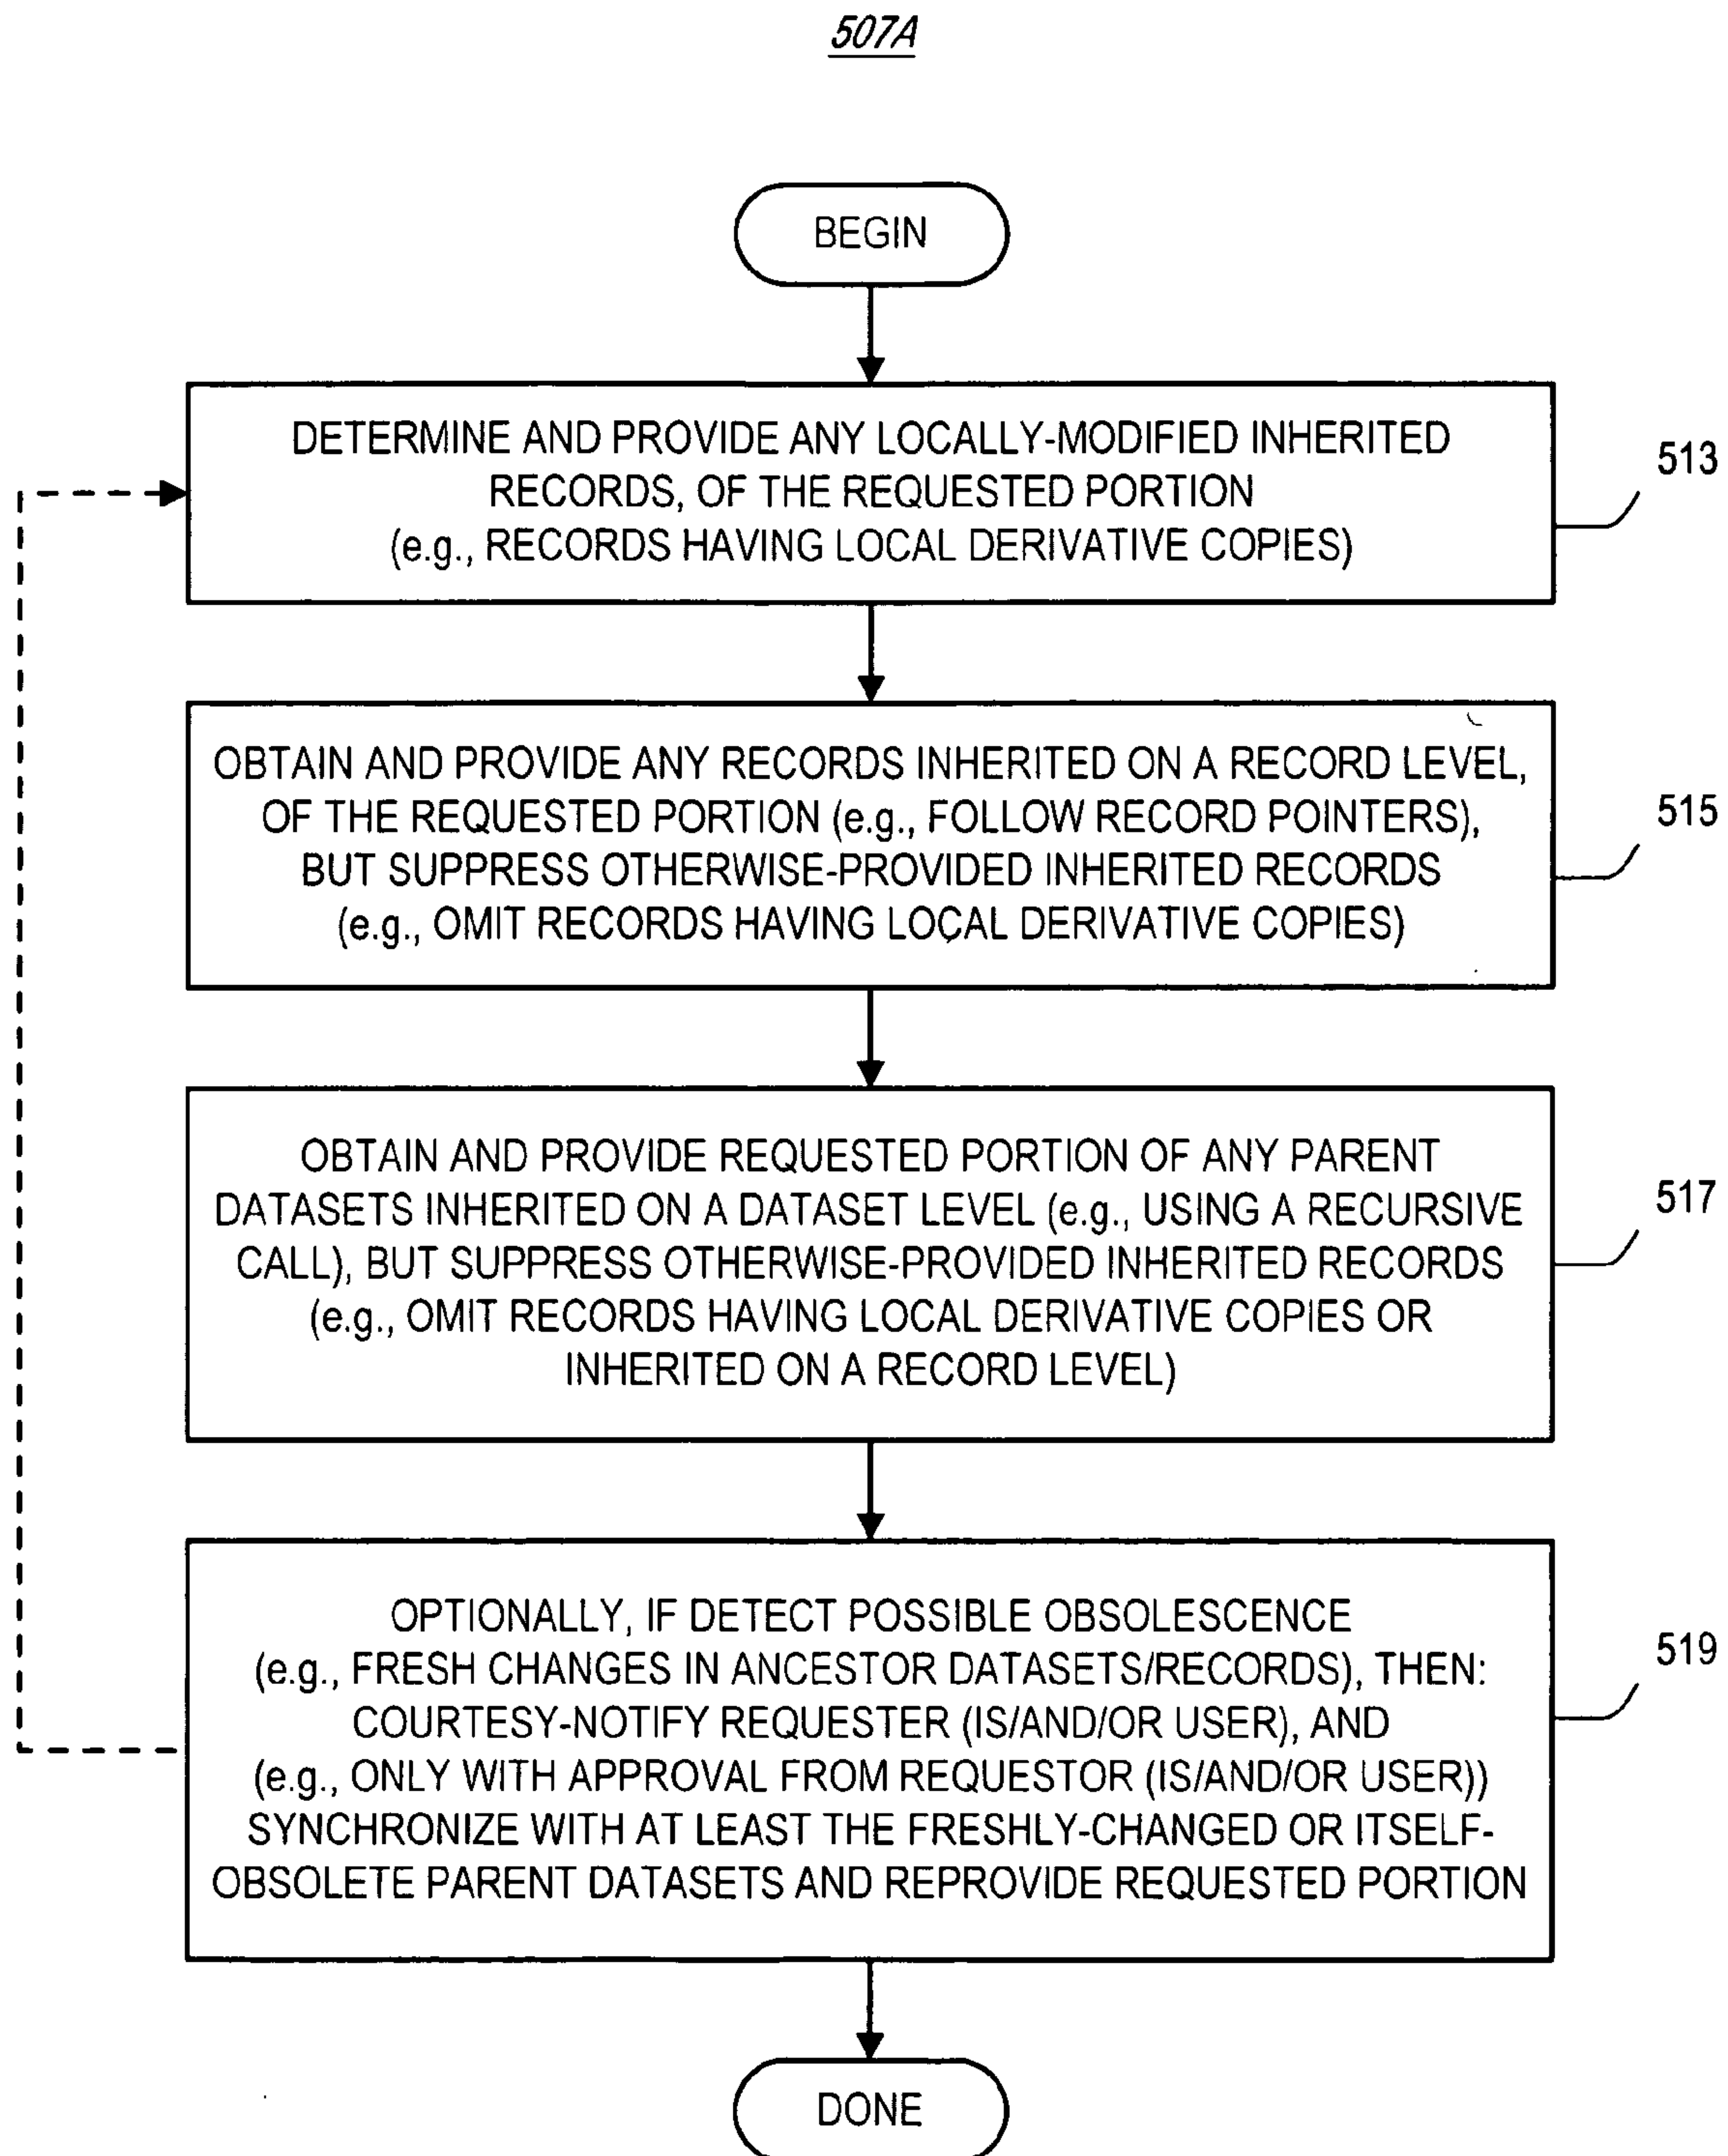 507A
BEGIN
DETERMINE AND PROVIDE ANY LOCALLY-MODIFIED INHERITED
RECORDS, OF THE REQUESTED PORTION
(e.g., RECORDS HAVING LOCAL DERIVATIVE COPIES)
513
OBTAIN AND PROVIDE ANY RECORDS INHERITED ON A RECORD LEVEL,
OF THE REQUESTED PORTION (e.g., FOLLOW RECORD POINTERS),
BUT SUPPRESS OTHERWISE-PROVIDED INHERITED RECORDS
(e.g., OMIT RECORDS HAVING LOCAL DERIVATIVE COPIES)
515
OBTAIN AND PROVIDE REQUESTED PORTION OF ANY PARENT
DATASETS INHERITED ON A DATASET LEVEL (e.g., USING A RECURSIVE
CALL), BUT SUPPRESS OTHERWISE-PROVIDED INHERITED RECORDS
(e.g., OMIT RECORDS HAVING LOCAL DERIVATIVE COPIES OR
INHERITED ON A RECORD LEVEL)
517
OPTIONALLY, IF DETECT POSSIBLE OBSOLESCENCE
(e.g., FRESH CHANGES IN ANCESTOR DATASETS/RECORDS), THEN:
COURTESY-NOTIFY REQUESTER (IS/AND/OR USER), AND
(e.g., ONLY WITH APPROVAL FROM REQUESTOR (IS/AND/OR USER))
SYNCHRONIZE WITH AT LEAST THE FRESHLY-CHANGED OR ITSELF-
OBSOLETE PARENT DATASETS AND REPROVIDE REQUESTED PORTION
519
DONE